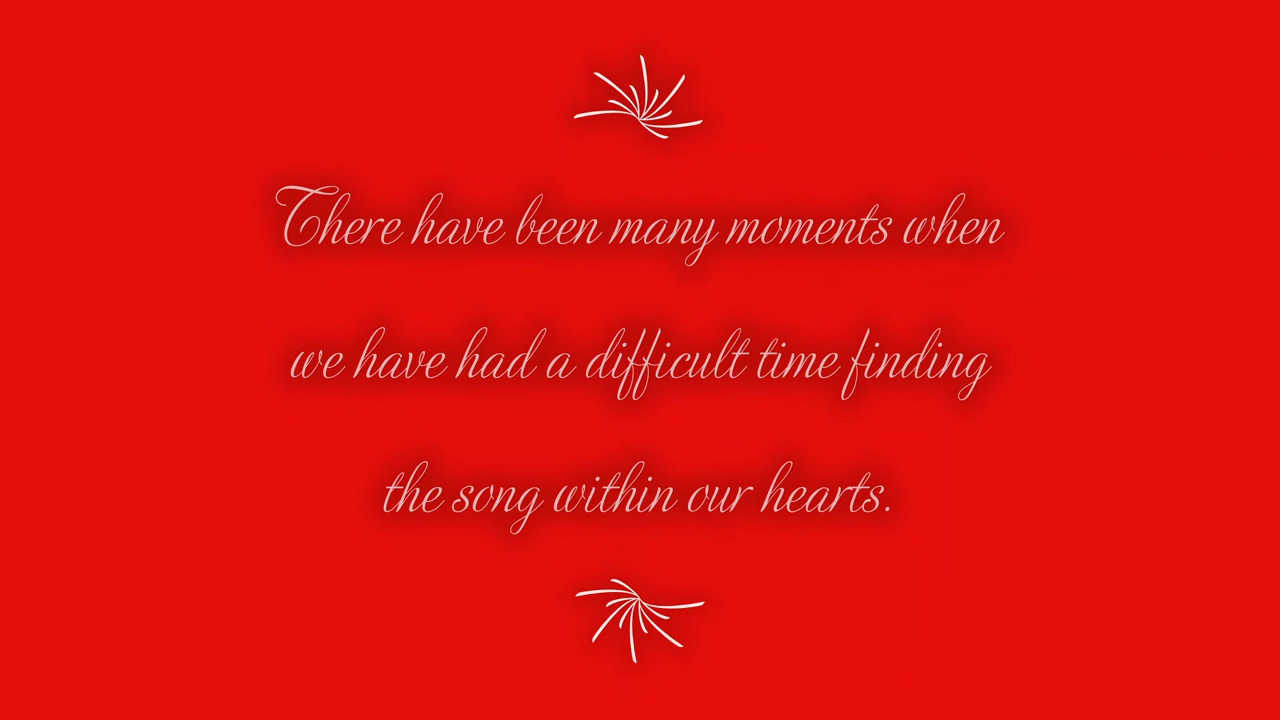 There have been many moments when
we have had a difficult time finding
the song within our hearts.